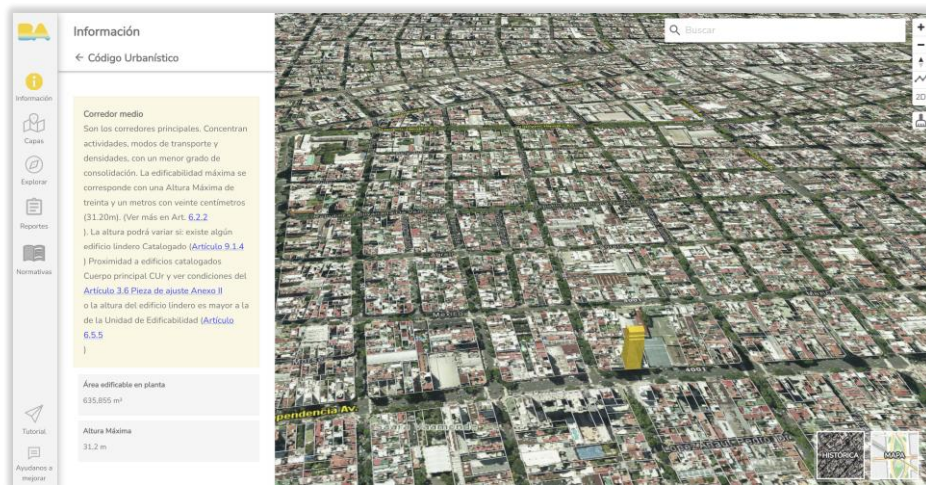 BA
Información
Capas
Explorar
Reportes
Normativas
Tutorial
Ayudanos a
mejorar
Información
← Código Urbanístico
Corredor medio
Son los corredores principales. Concentran
actividades, modos de transporte y
densidades, con un menor grado de
consolidación. La edificabilidad máxima se
corresponde con una Altura Máxima de
treinta y un metros con veinte centímetros
(31.20m). (Ver más en Art. 6.2.2
). La altura podrá variar si: existe algún
edificio lindero Catalogado (Artículo 9.1.4
) Proximidad a edificios catalogados
Cuerpo principal CUr y ver condiciones del
Artículo 3.6 Pieza de ajuste Anexo II
o la altura del edificio lindero es mayor a la
de la Unidad de Edificabilidad (Artículo
6.5.5
)
Área edificable en planta
635,855 m²
Altura Máxima
31,2 m
Buscar
+
−
2D
4001
pendencia Av.
HISTÓRICA
MAPA